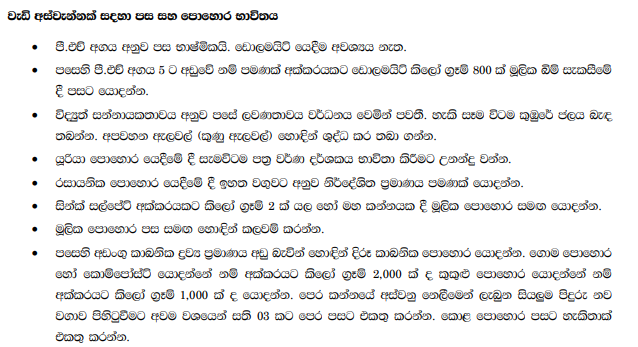 වැඩි අස්වැන්නක් සඳහා පස සහ පොහොර භාවිතය
• පී.එච් අගය අනුව පස භාෂ්මිකයි. ඩොලමයිට් යෙදීම අවශ්‍යය නැත.
• පසෙහි පී.එච් අගය 5 ට අඩුවේ නම් පමණක් අක්කරයකට ඩොලමයිට් කිලෝ ග්‍රෑම් 800 ක් මූලික බිම් සැකසීමේ
දී පසට යොදන්න.
• විද්‍යුත් සන්නායකතාවය අනුව පසේ ලවණතාවය වර්ධනය වෙමින් පවතී. හැකි සෑම විටම කුඹුරේ ජලය බැඳ
තබන්න. අපවහන ඇලවල් (කුණු ඇලවල්) හොඳින් ශුද්ධ කර තබා ගන්න.
• යූරියා පොහොර යෙදීමේ දී සැමවිටම පත්‍ර වර්ණ දර්ශකය භාවිතා කිරීමට උනන්දු වන්න.
• රසායනික පොහොර යෙදීමේ දී ඉහත වගුවට අනුව නිර්දේශිත ප්‍රමාණය පමණක් යොදන්න.
• සින්ක් සල්පේට් අක්කරයකට කිලෝ ග්‍රෑම් 2 ක් යල හෝ මහ කන්නයක දී මූලික පොහොර සමඟ යොදන්න.
• මූලික පොහොර පස සමඟ හොඳින් කලවම් කරන්න.
• පසෙහි අඩංගු කාබනික ද්‍රව්‍ය ප්‍රමාණය අඩු බැවින් හොඳින් දිරූ කාබනික පොහොර යොදන්න. ගොම පොහොර
හෝ කොම්පෝස්ට් යොදන්නේ නම් අක්කරයට කිලෝ ග්‍රෑම් 2,000 ක් ද කුකුළු පොහොර යොදන්නේ නම්
අක්කරයට කිලෝ ග්‍රෑම් 1,000 ක් ද යොදන්න. පෙර කන්නයේ අස්වනු නෙලීමෙන් ලැබුන සියලුම පිදුරු නව
වගාව පිහිටුවීමට අවම වශයෙන් සති 03 කට පෙර පසට එකතු කරන්න. කොළ පොහොර පසට හැකිතාක්
එකතු කරන්න.